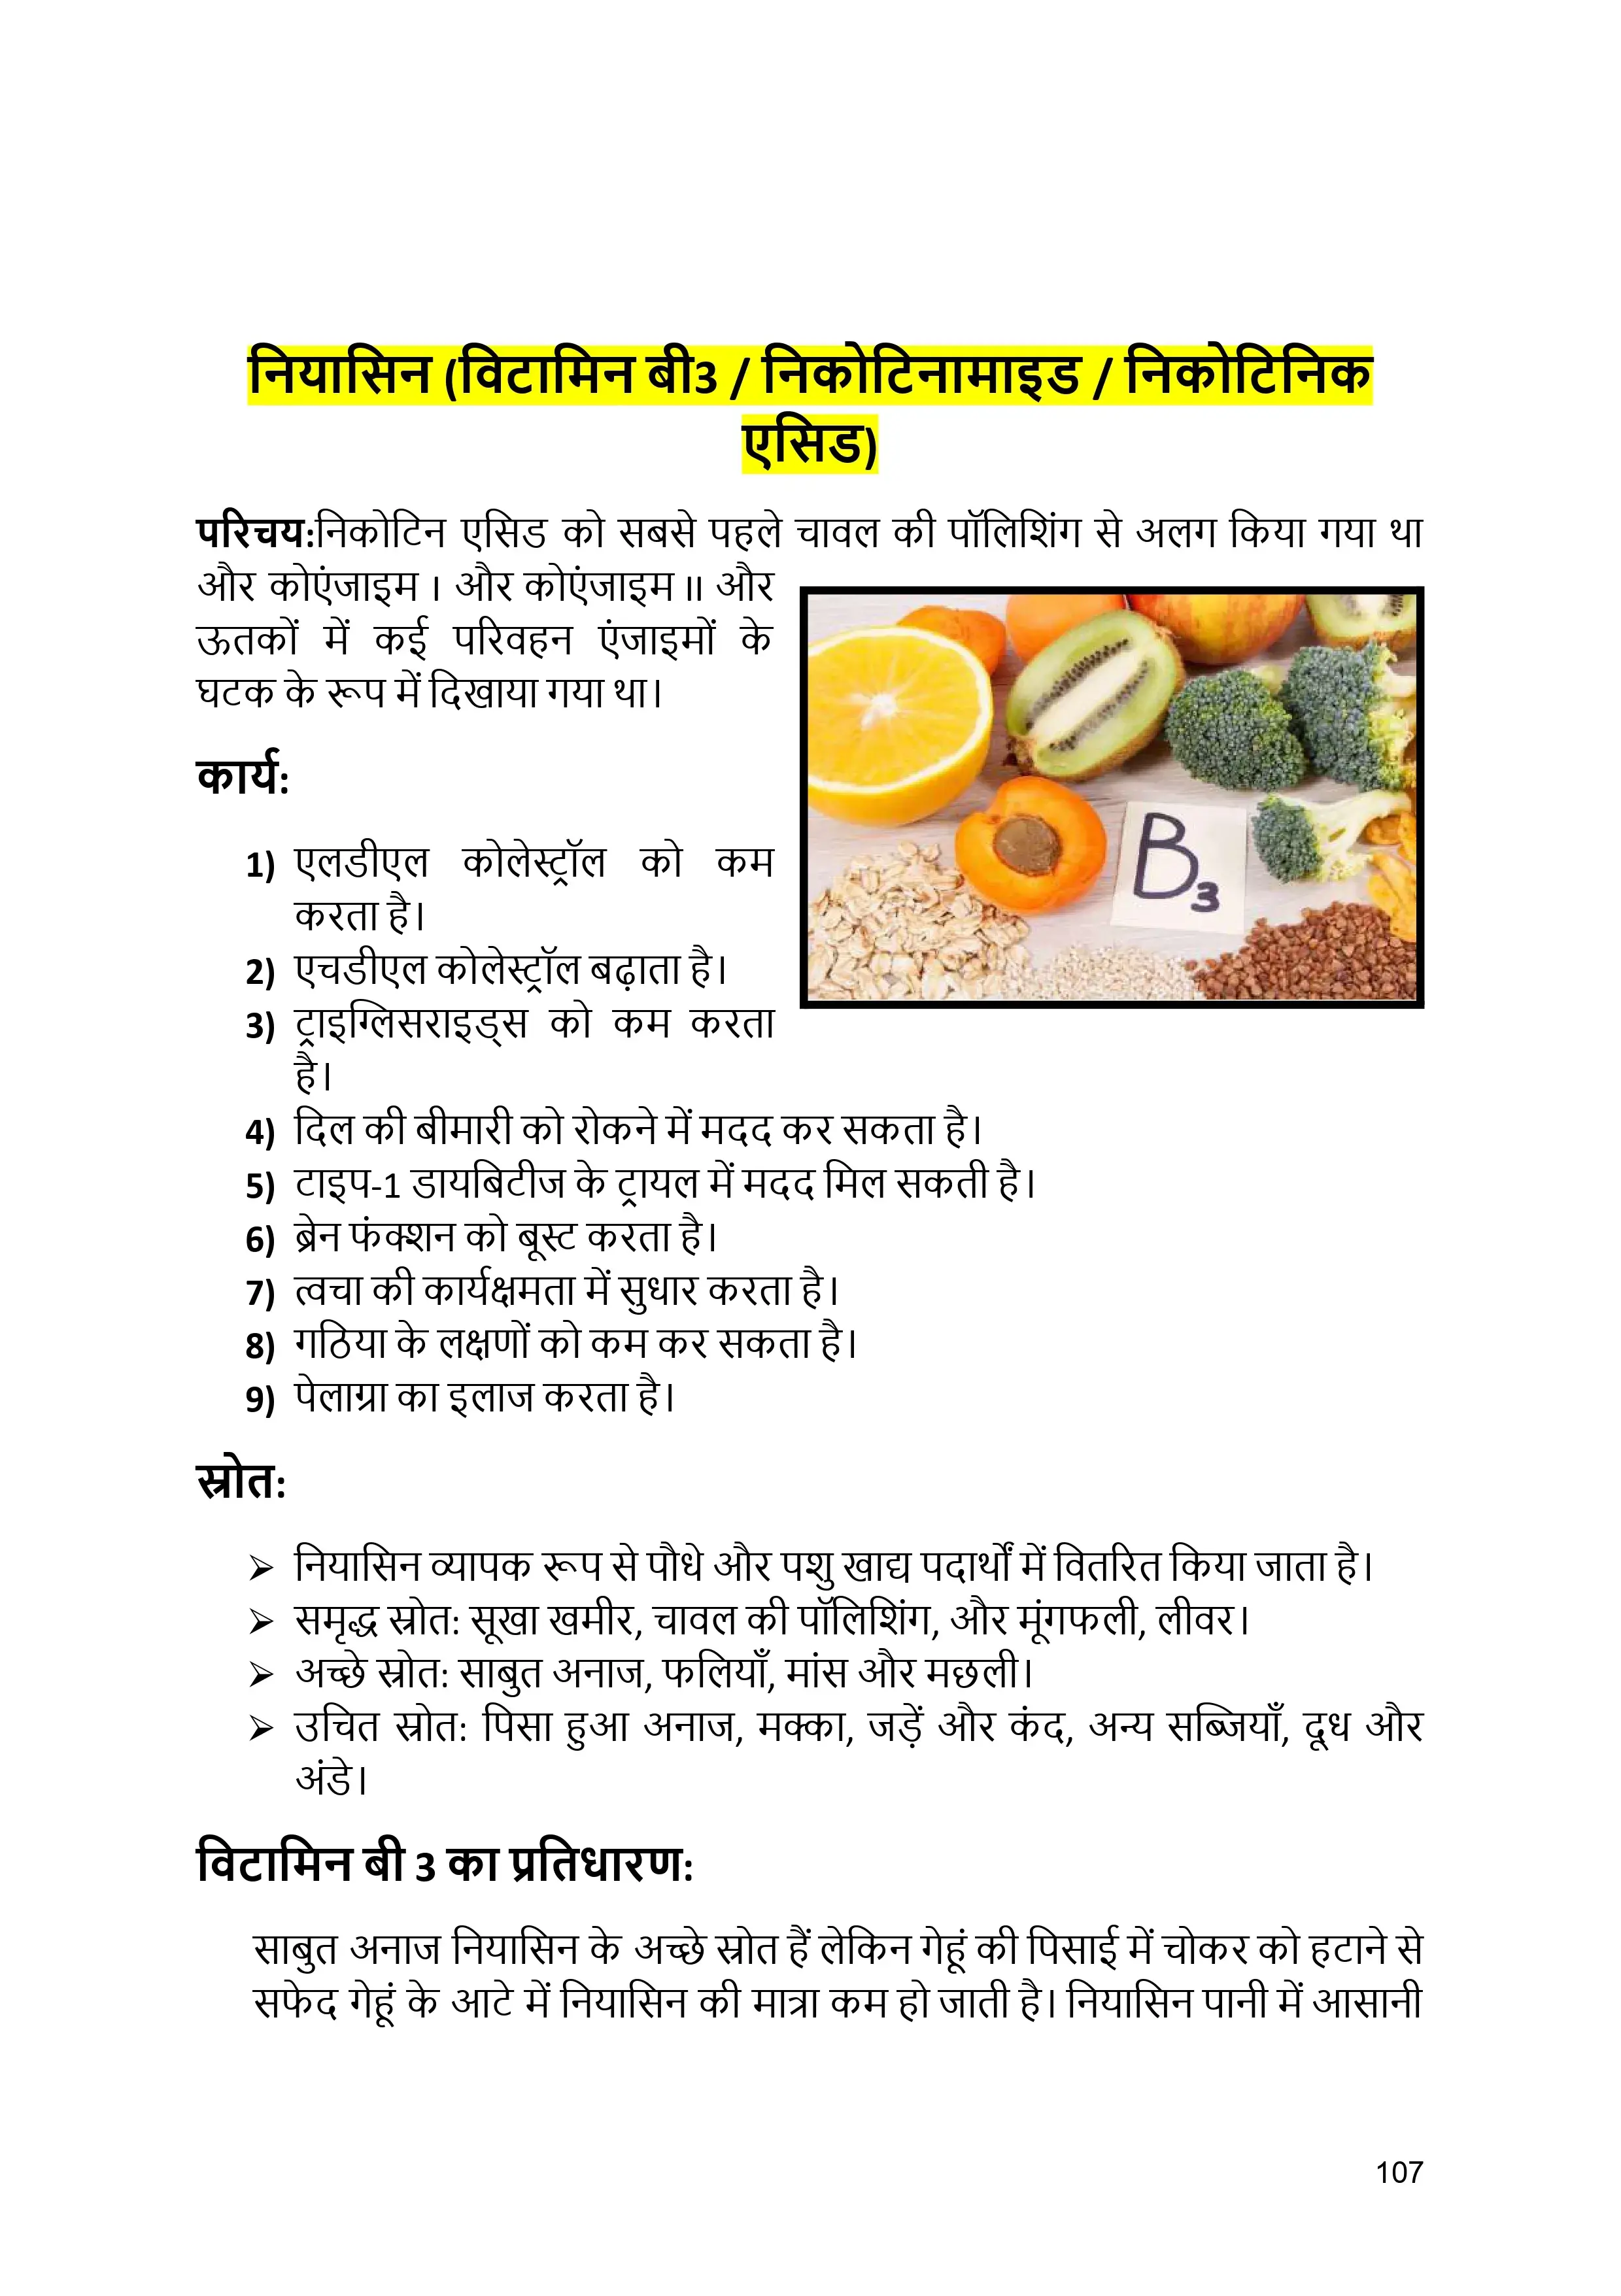 नियासिन (विटामिन बी3 / निकोटिनामाइड / निकोटिनिक
एसिड)
परिचय:निकोटिन एसिड को सबसे पहले चावल की पॉलिशिंग से अलग किया गया था
और कोएंजाइम । और कोएंजाइम ॥ और
ऊतकों में कई परिवहन एंजाइमों के
घटक के रूप में दिखाया गया था।
कार्य:
1) एलडीएल कोलेस्ट्रॉल को कम
करता है।
2) एचडीएल कोलेस्ट्रॉल बढ़ाता है।
3) ट्राइग्लिसराइड्स को कम करता
है।
B3
4) दिल की बीमारी को रोकने में मदद कर सकता है।
5) टाइप-1 डायबिटीज के ट्रायल में मदद मिल सकती है।
6) ब्रेन फंक्शन को बूस्ट करता है।
7) त्वचा की कार्यक्षमता में सुधार करता है।
8) गठिया के लक्षणों को कम कर सकता है।
9) पेलाग्रा का इलाज करता है।
स्रोत:
➢ नियासिन व्यापक रूप से पौधे और पशु खाद्य पदार्थों में वितरित किया जाता है।
➢ समृद्ध स्रोत: सूखा खमीर, चावल की पॉलिशिंग, और मूंगफली, लीवर।
➢ अच्छे स्रोत: साबुत अनाज, फलियाँ, मांस और मछली।
➢ उचित स्रोत: पिसा हुआ अनाज, मक्का, जड़ें और कंद, अन्य सब्जियाँ, दूध और
अंडे।
विटामिन बी 3 का प्रतिधारण:
साबुत अनाज नियासिन के अच्छे स्रोत हैं लेकिन गेहूं की पिसाई में चोकर को हटाने से
सफेद गेहूं के आटे में नियासिन की मात्रा कम हो जाती है। नियासिन पानी में आसानी
107